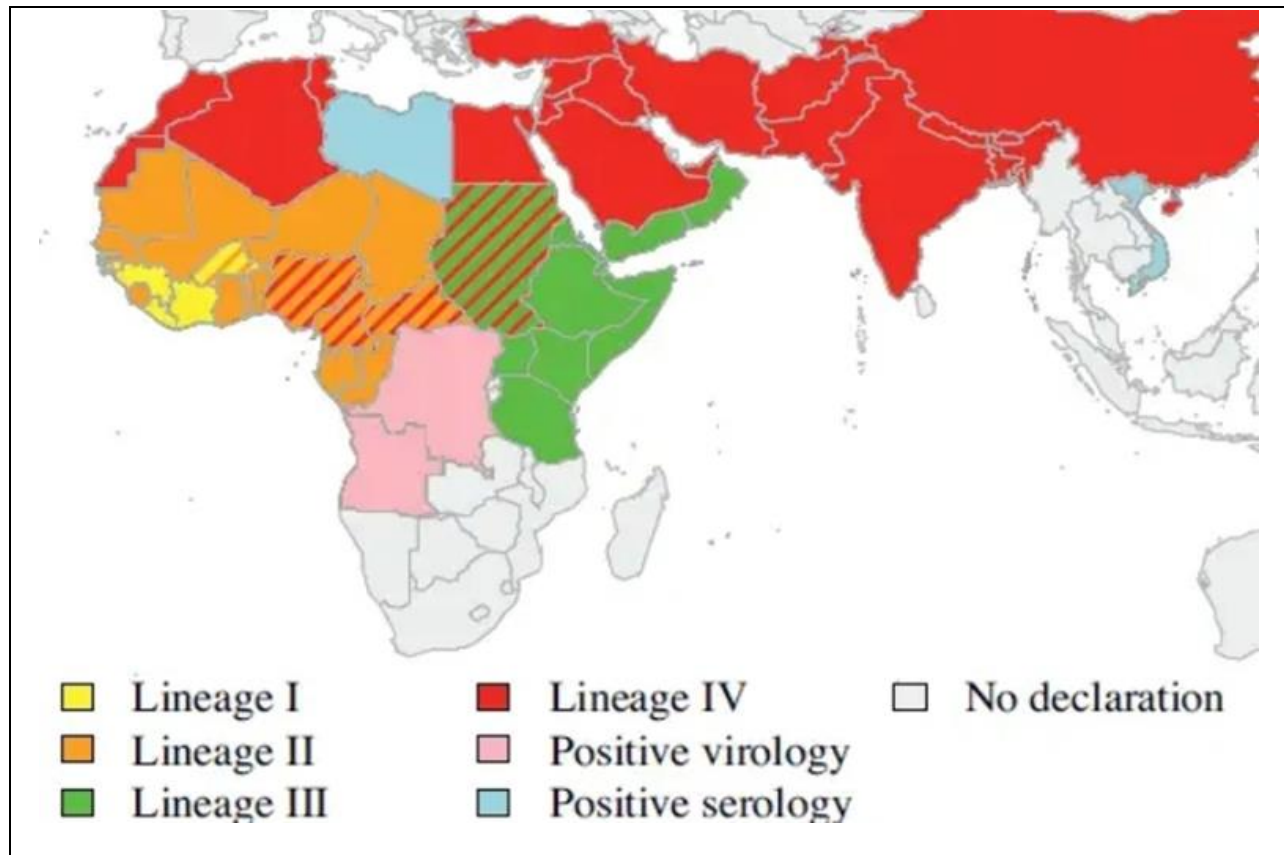 Lineage I
Lineage II
Lineage III
Lineage IV
Positive virology
Positive serology
No declaration